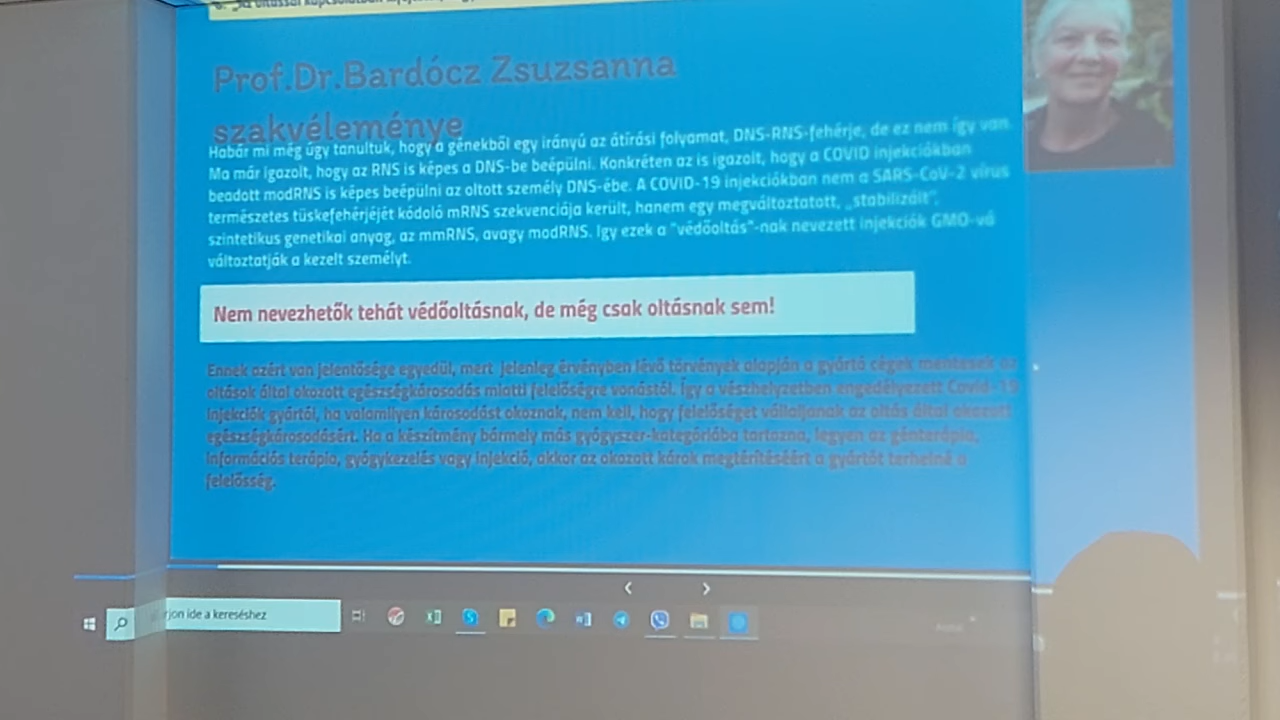 Prof.Dr.Bardócz Zsuzsanna
szakvéleménye
Habár mi még úgy tanultuk, hogy a génekből egy irányú az átírási folyamat, DNS-RNS-fehérje, de ez nem így van.
Ma már igazolt, hogy az RNS is képes a DNS-be beépülni. Konkréten az is igazolt, hogy a COVID injekciókban
beadott modRNS is képes beépülni az oltott személy DNS-ébe. A COVID-19 injekciókban nem a SARS-CoV-2 vírus
természetes tüskefehérjéjét kódoló mRNS szekvenciája került, hanem egy megváltoztatott, „stabilizált”,
szintetikus genetikai anyag, az mmRNS, avagy modRNS. Így ezek a "védőoltás"-nak nevezett injekciók GMO-vá
változtatják a kezelt személyt.
Nem nevezhetők tehát védőoltásnak, de még csak oltásnak sem!
Ennek azért van jelentősége egyedül, mert jelenleg érvényben lévő törvények alapján a gyártó cégek mentesek az
oltások által okozott egészségkárosodás miatti felelőségre vonástól. Így a vészhelyzetben engedélyezett Covid-19
injekciók gyártói, ha valamilyen károsodást okoznak, nem kell, hogy felelőséget vállaljanak az oltás által okozott
egészségkárosodásért. Ha a készítmény bármely más gyógyszer-kategóriába tartozna, legyen az génterápia,
információs terápia, gyógykezelés vagy injekció, akkor az okozott károk megtérítéséért a gyártót terhelné a
felelősség.
rjon ide a kereséshez